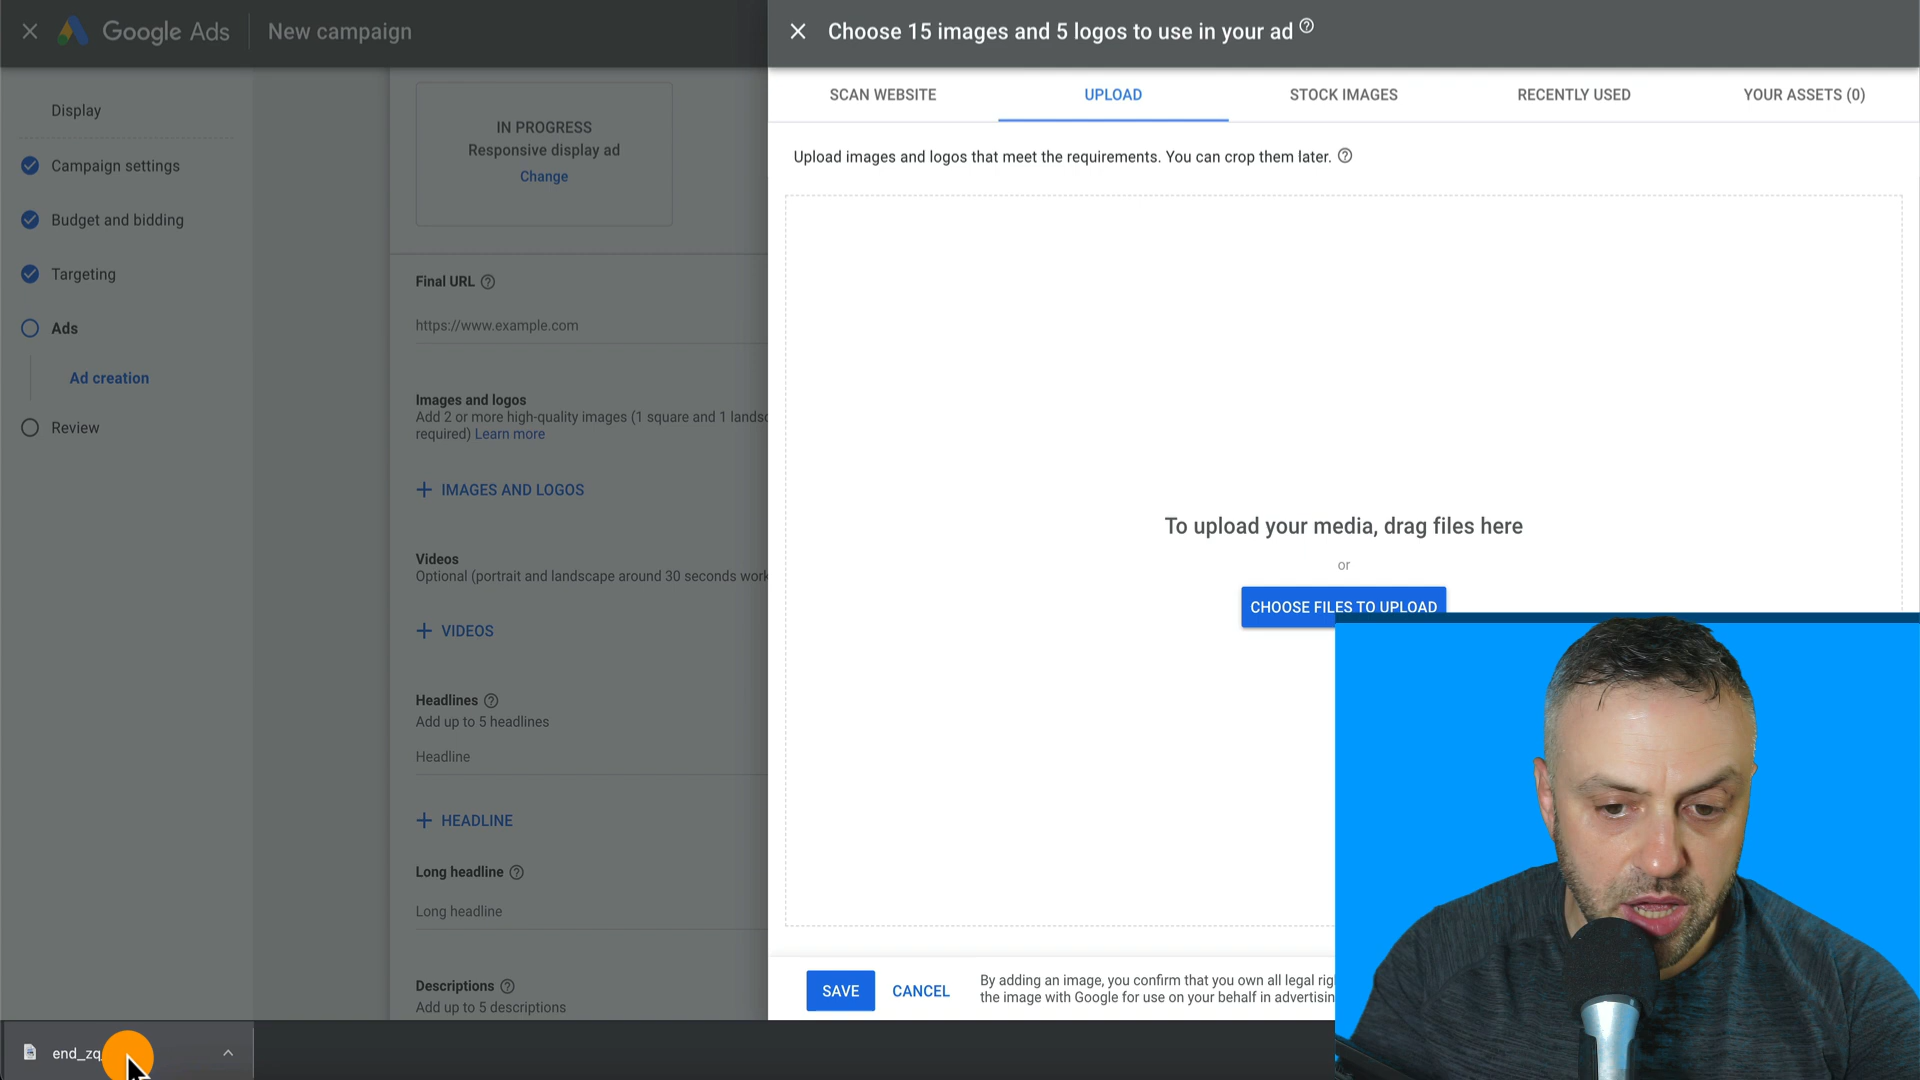 Google Ads
New campaign
Choose 15 images and 5 logos to use in your ad
SCAN WEBSITE
UPLOAD
STOCK IMAGES
RECENTLY USED
YOUR ASSETS (0)
Display
Campaign settings
Budget and bidding
Targeting
Ads
Ad creation
Review
IN PROGRESS
Responsive display ad
Change
Final URL
https://www.example.com
Images and logos
Add 2 or more high-quality images (1 square and 1 landsc
required) Learn more
IMAGES AND LOGOS
Videos
Optional (portrait and landscape around 30 seconds work
VIDEOS
Headlines
Add up to 5 headlines
Headline
HEADLINE
Long headline
Long headline
Descriptions
Add up to 5 descriptions
Upload images and logos that meet the requirements. You can crop them later.
To upload your media, drag files here
or
CHOOSE FILES TO UPLOAD
SAVE
CANCEL
By adding an image, you confirm that you own all legal rig
the image with Google for use on your behalf in advertisin
end_zq